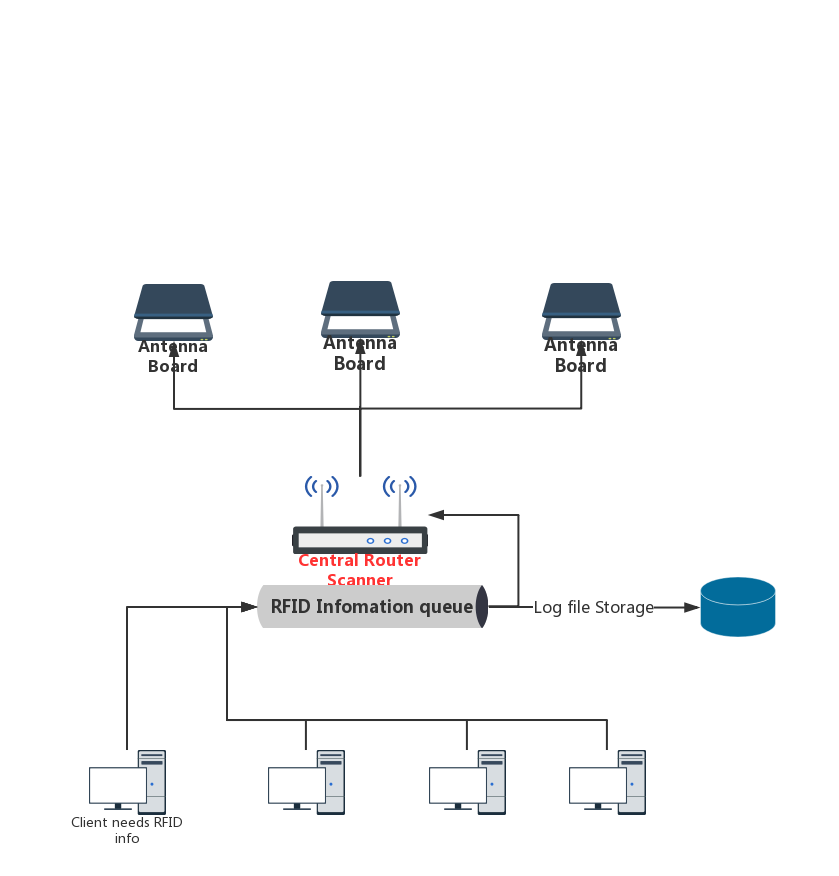 Antenna
Board
Antenna
Board
Antenna
Board
Central Router
Scanner
RFID Infomation queue
Log file Storage
Client needs RFID
info